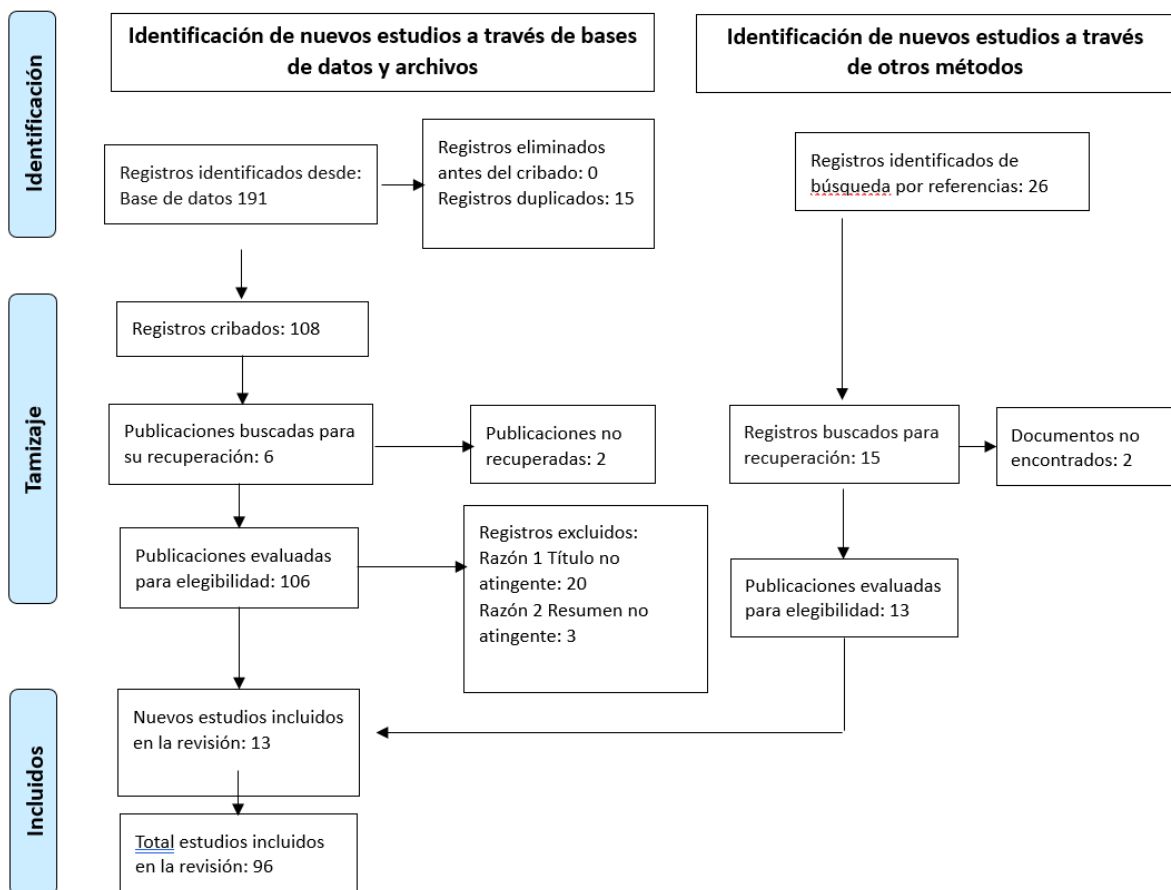 Identificación
Identificación de nuevos estudios a través de bases
de datos y archivos
Identificación de nuevos estudios a través
de otros métodos
Registros identificados desde:
Base de datos 191
Registros eliminados
antes del cribado: 0
Registros duplicados: 15
Registros identificados de
búsqueda por referencias: 26
Tamizaje
Registros cribados: 108
Publicaciones buscadas para
su recuperación: 6
Publicaciones no
recuperadas: 2
Registros buscados para
recuperación: 15
Documentos no
encontrados: 2
Publicaciones evaluadas
para elegibilidad: 106
Registros excluidos:
Razón 1 Título no
atingente: 20
Razón 2 Resumen no
atingente: 3
Publicaciones evaluadas
para elegibilidad: 13
Incluidos
Nuevos estudios incluidos
en la revisión: 13
Total estudios incluidos
en la revisión: 96